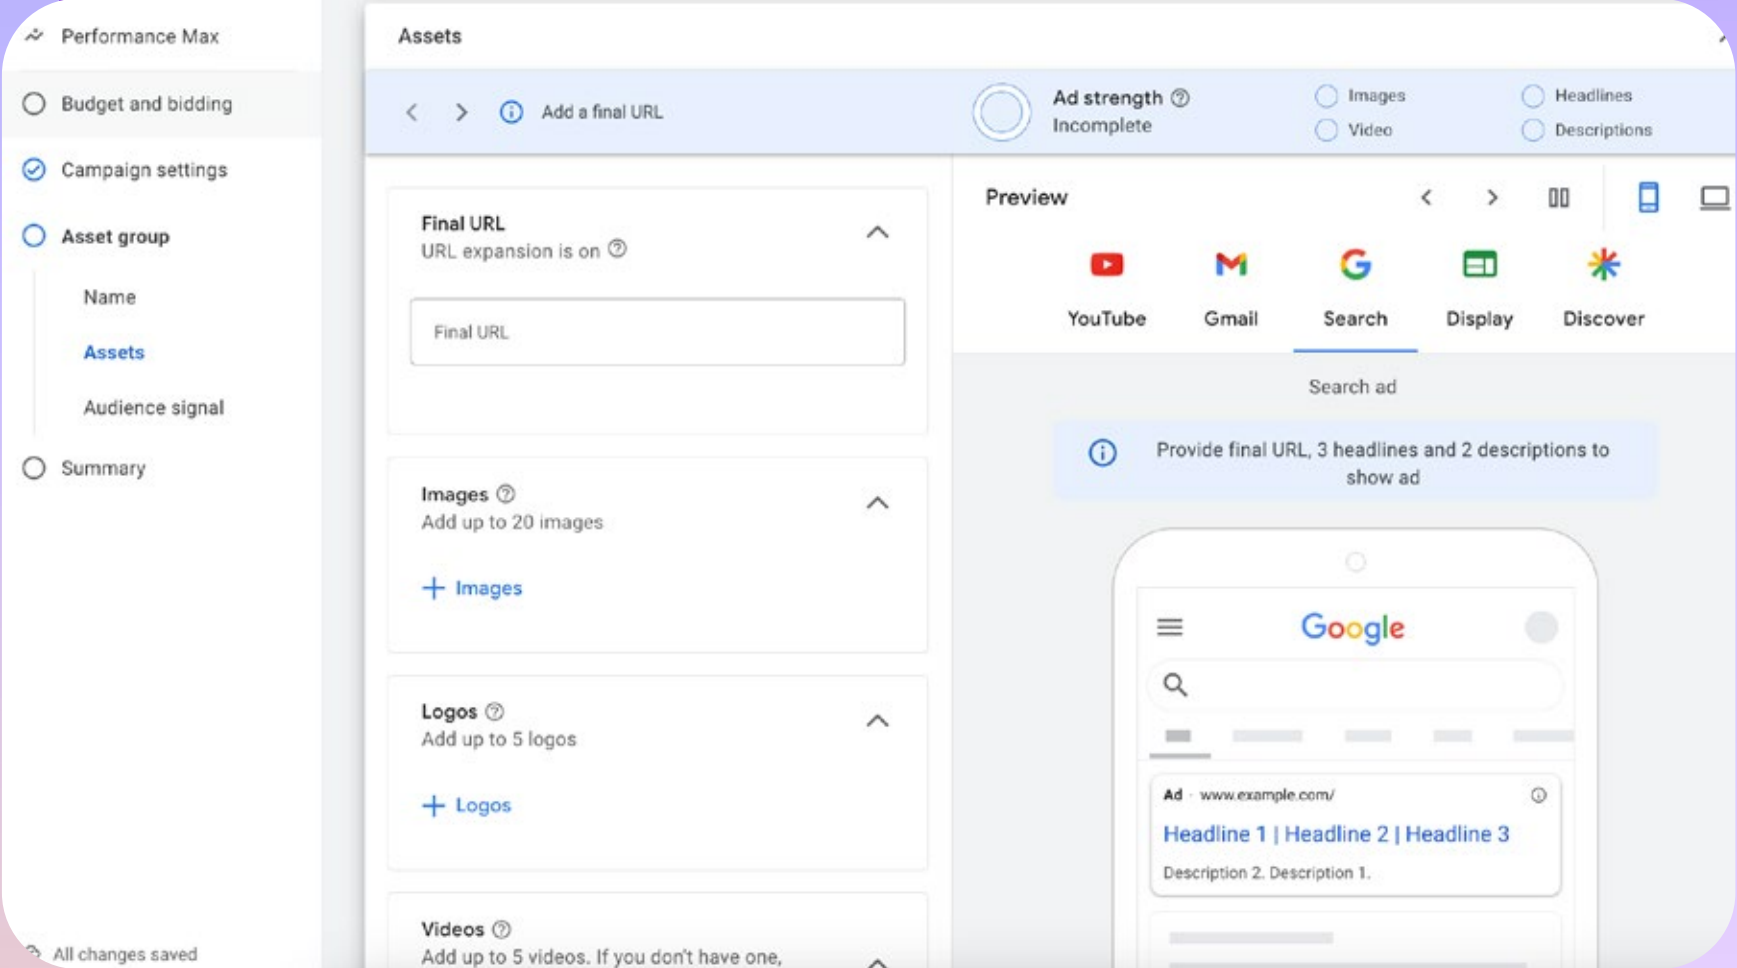 Performance Max
Budget and bidding
Campaign settings
Asset group
Name
Assets
Audience signal
Summary
All changes saved
Assets
Add a final URL
Ad strength
Incomplete
Images
Video
Headlines
Descriptions
Final URL
URL expansion is on
Final URL
Images
Add up to 20 images
Images
Logos
Add up to 5 logos
Logos
Videos
Add up to 5 videos. If you don't have one,
Preview
YouTube
Gmail
Search
Display
Discover
Search ad
Provide final URL, 3 headlines and 2 descriptions to
show ad
Google
Ad · www.example.com/
Headline 1 | Headline 2 | Headline 3
Description 2. Description 1.